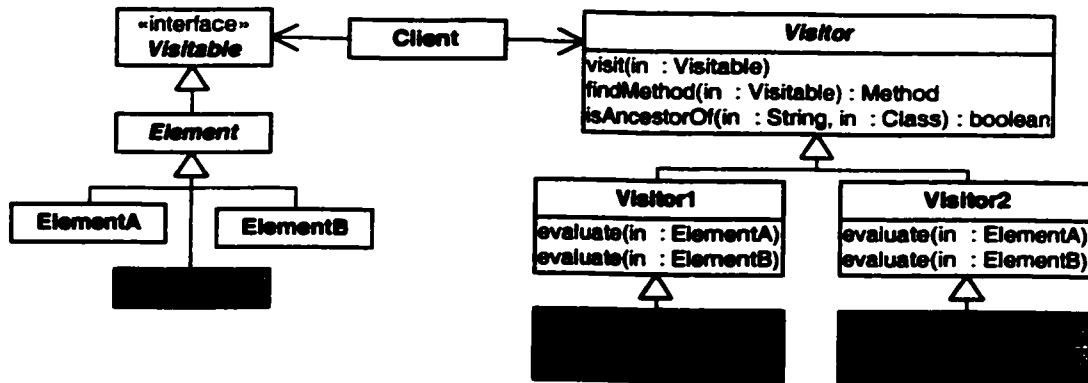 «interface»
Visitable
Client
Visitor
visit(in : Visitable)
findMethod(in : Visitable) : Method
isAncestorOf(in : String, in : Class) : boolean
Element
ElementA
ElementB
Visitor1
evaluate(in : ElementA)
evaluate(in : ElementB)
Visitor2
evaluate(in : ElementA)
evaluate(in : ElementB)